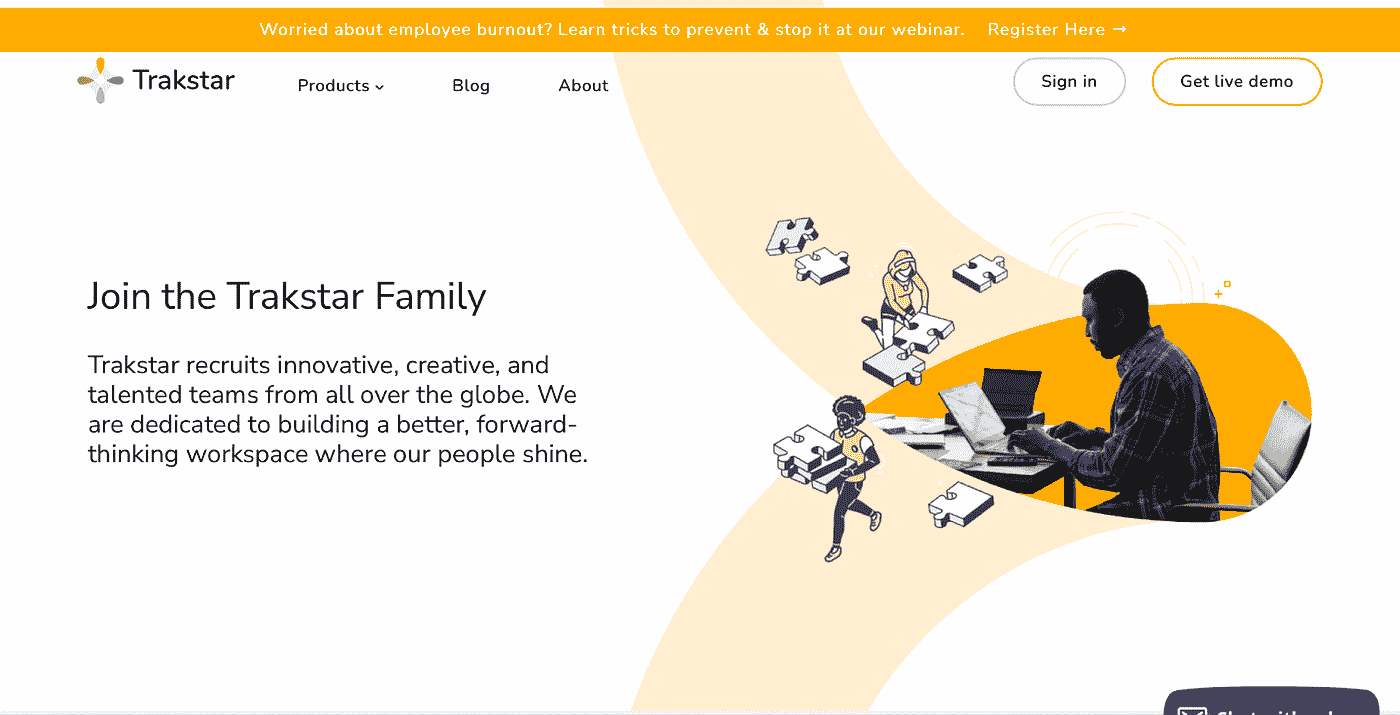 Worried about employee burnout? Learn tricks to prevent & stop it at our webinar. Register Here →
Trakstar Products Blog About Sign in Get live demo
Join the Trakstar Family
Trakstar recruits innovative, creative, and
talented teams from all over the globe. We
are dedicated to building a better, forward-
thinking workspace where our people shine.